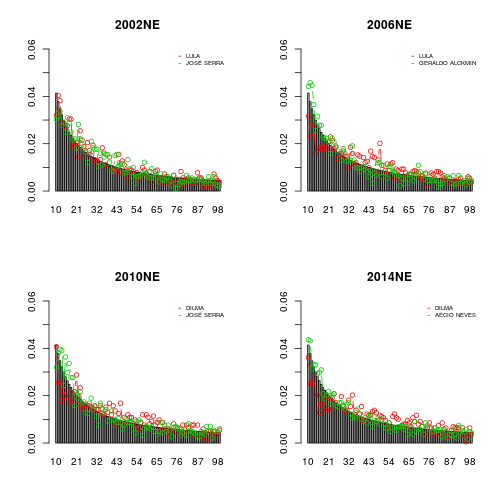 2002NE
0.06
0.04
0.02
0.00
LULA
JOSÉ SERRA
10 21 32 43 54 65 76 87 98
2006NE
0.06
0.04
0.02
0.00
LULA
GERALDO ALCKMIN
10 21 32 43 54 65 76 87 98
2010NE
0.06
0.04
0.02
0.00
DILMA
JOSÉ SERRA
10 21 32 43 54 65 76 87 98
2014NE
0.06
0.04
0.02
0.00
DILMA
AÉCIO NEVES
10 21 32 43 54 65 76 87 98